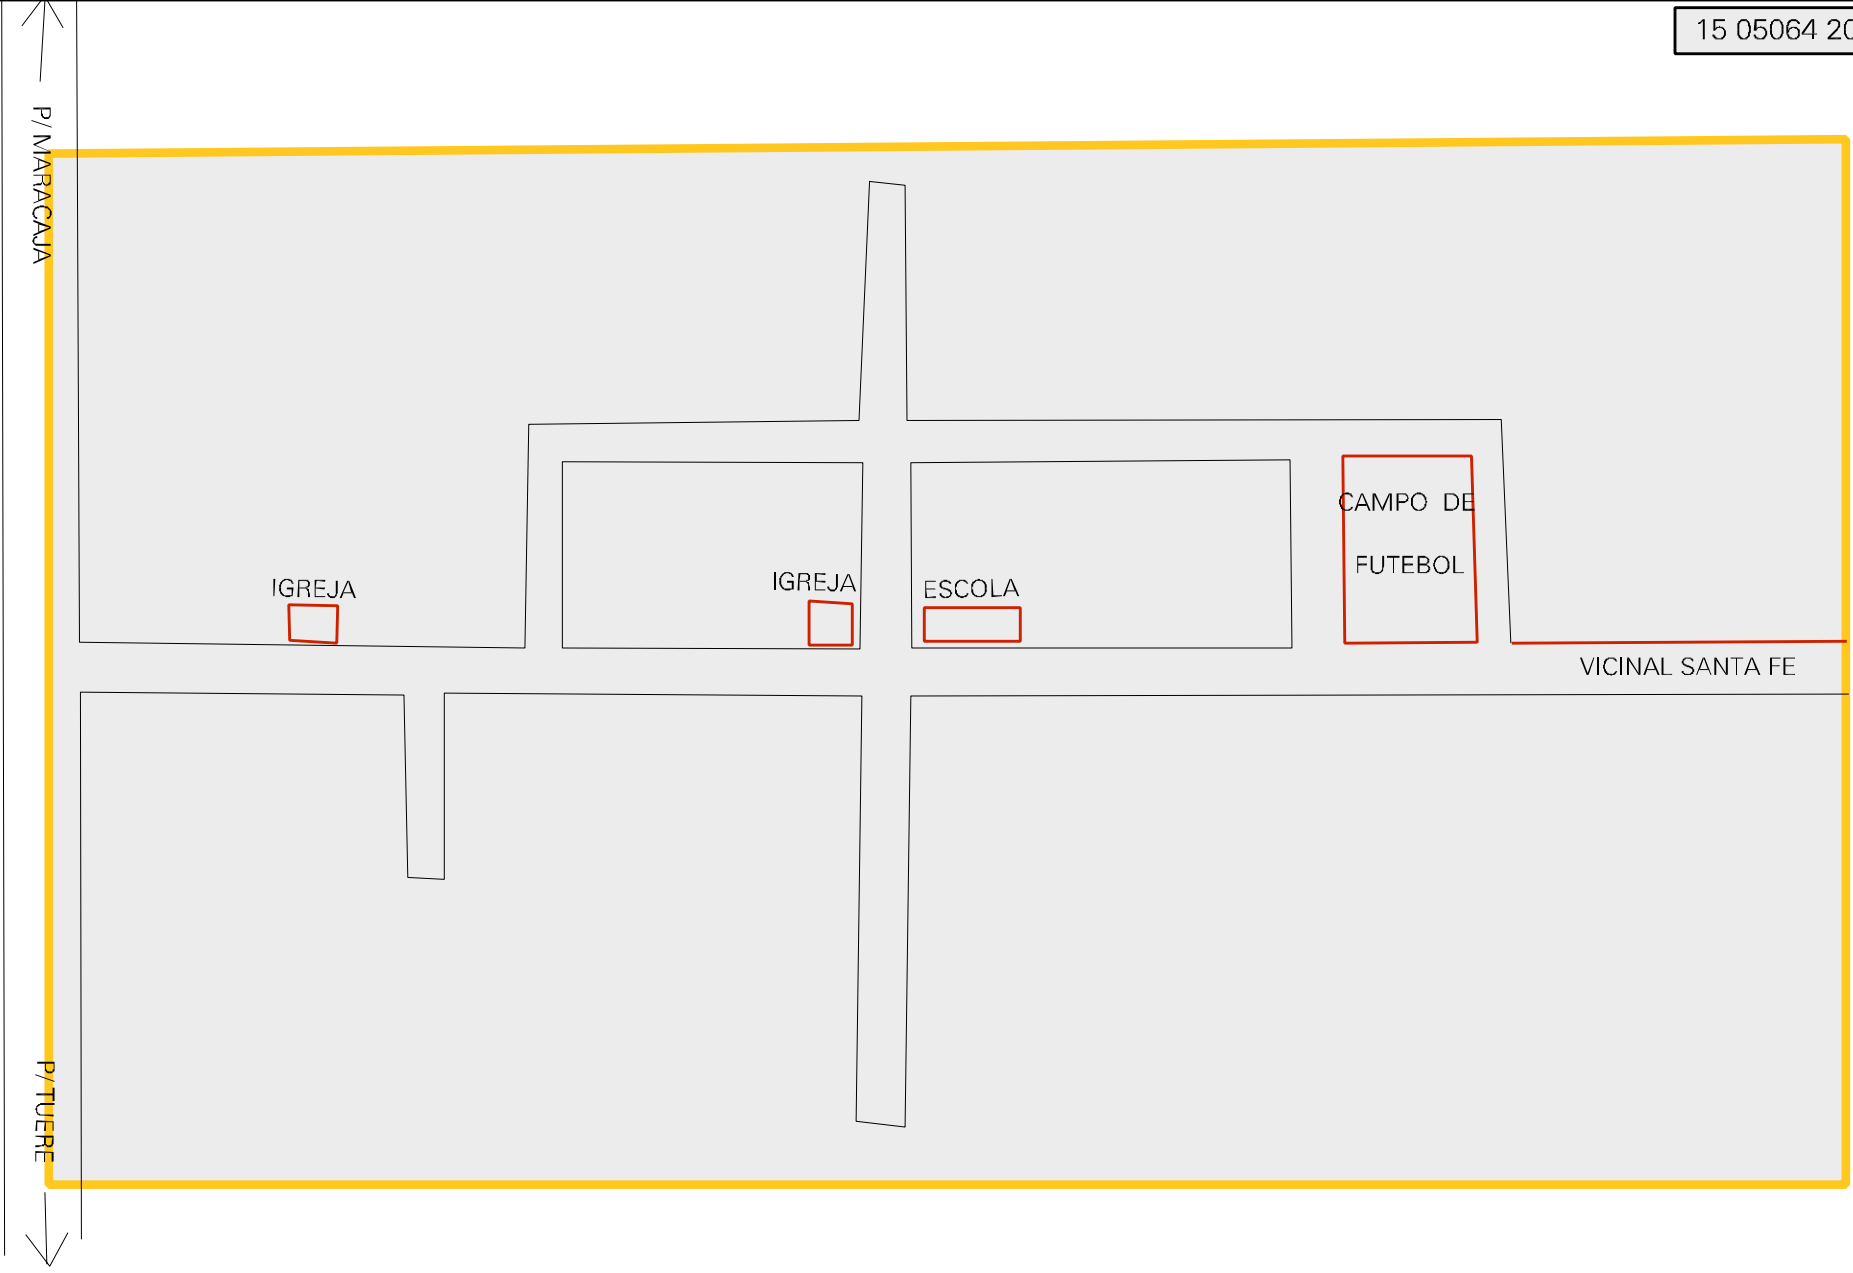 15 05064 20
P/ MARACAJA
IGREJA
IGREJA
ESCOLA
CAMPO DE
FUTEBOL
VICINAL SANTA FE
P/ TUERE